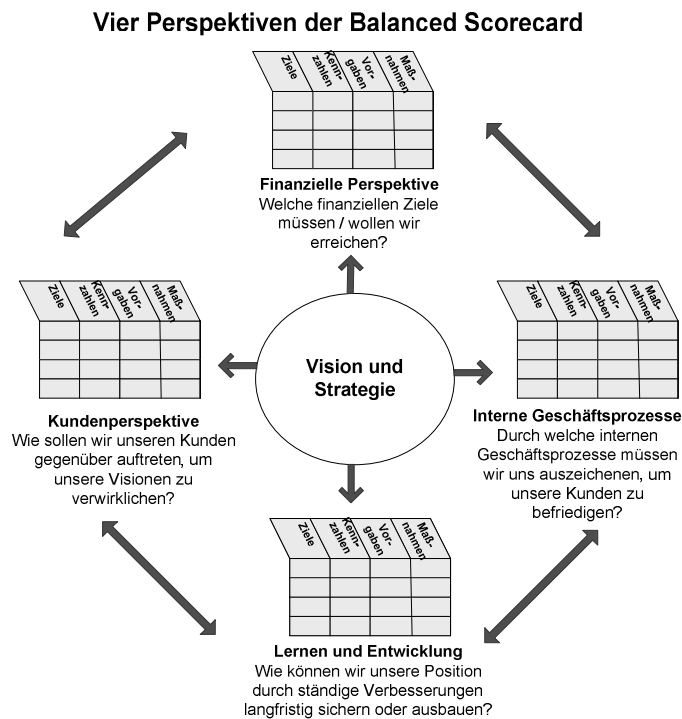 Vier Perspektiven der Balanced Scorecard
Ziele
Kenn-
zahlen
Vor-
gaben
Maß-
nahmen
Finanzielle Perspektive
Welche finanziellen Ziele
müssen / wollen wir
erreichen?
Ziele
Kenn-
zahlen
Vor-
gaben
Maß-
nahmen
Kundenperspektive
Wie sollen wir unseren Kunden
gegenüber auftreten, um
unsere Visionen zu
verwirklichen?
Vision und
Strategie
Ziele
Kenn-
zahlen
Vor-
gaben
Maß-
nahmen
Interne Geschäftsprozesse
Durch welche internen
Geschäftsprozesse müssen
wir uns auszeichenen, um
unsere Kunden zu
befriedigen?
Ziele
Kenn-
zahlen
Vor-
gaben
Maß-
nahmen
Lernen und Entwicklung
Wie können wir unsere Position
durch ständige Verbesserungen
langfristig sichern oder ausbauen?